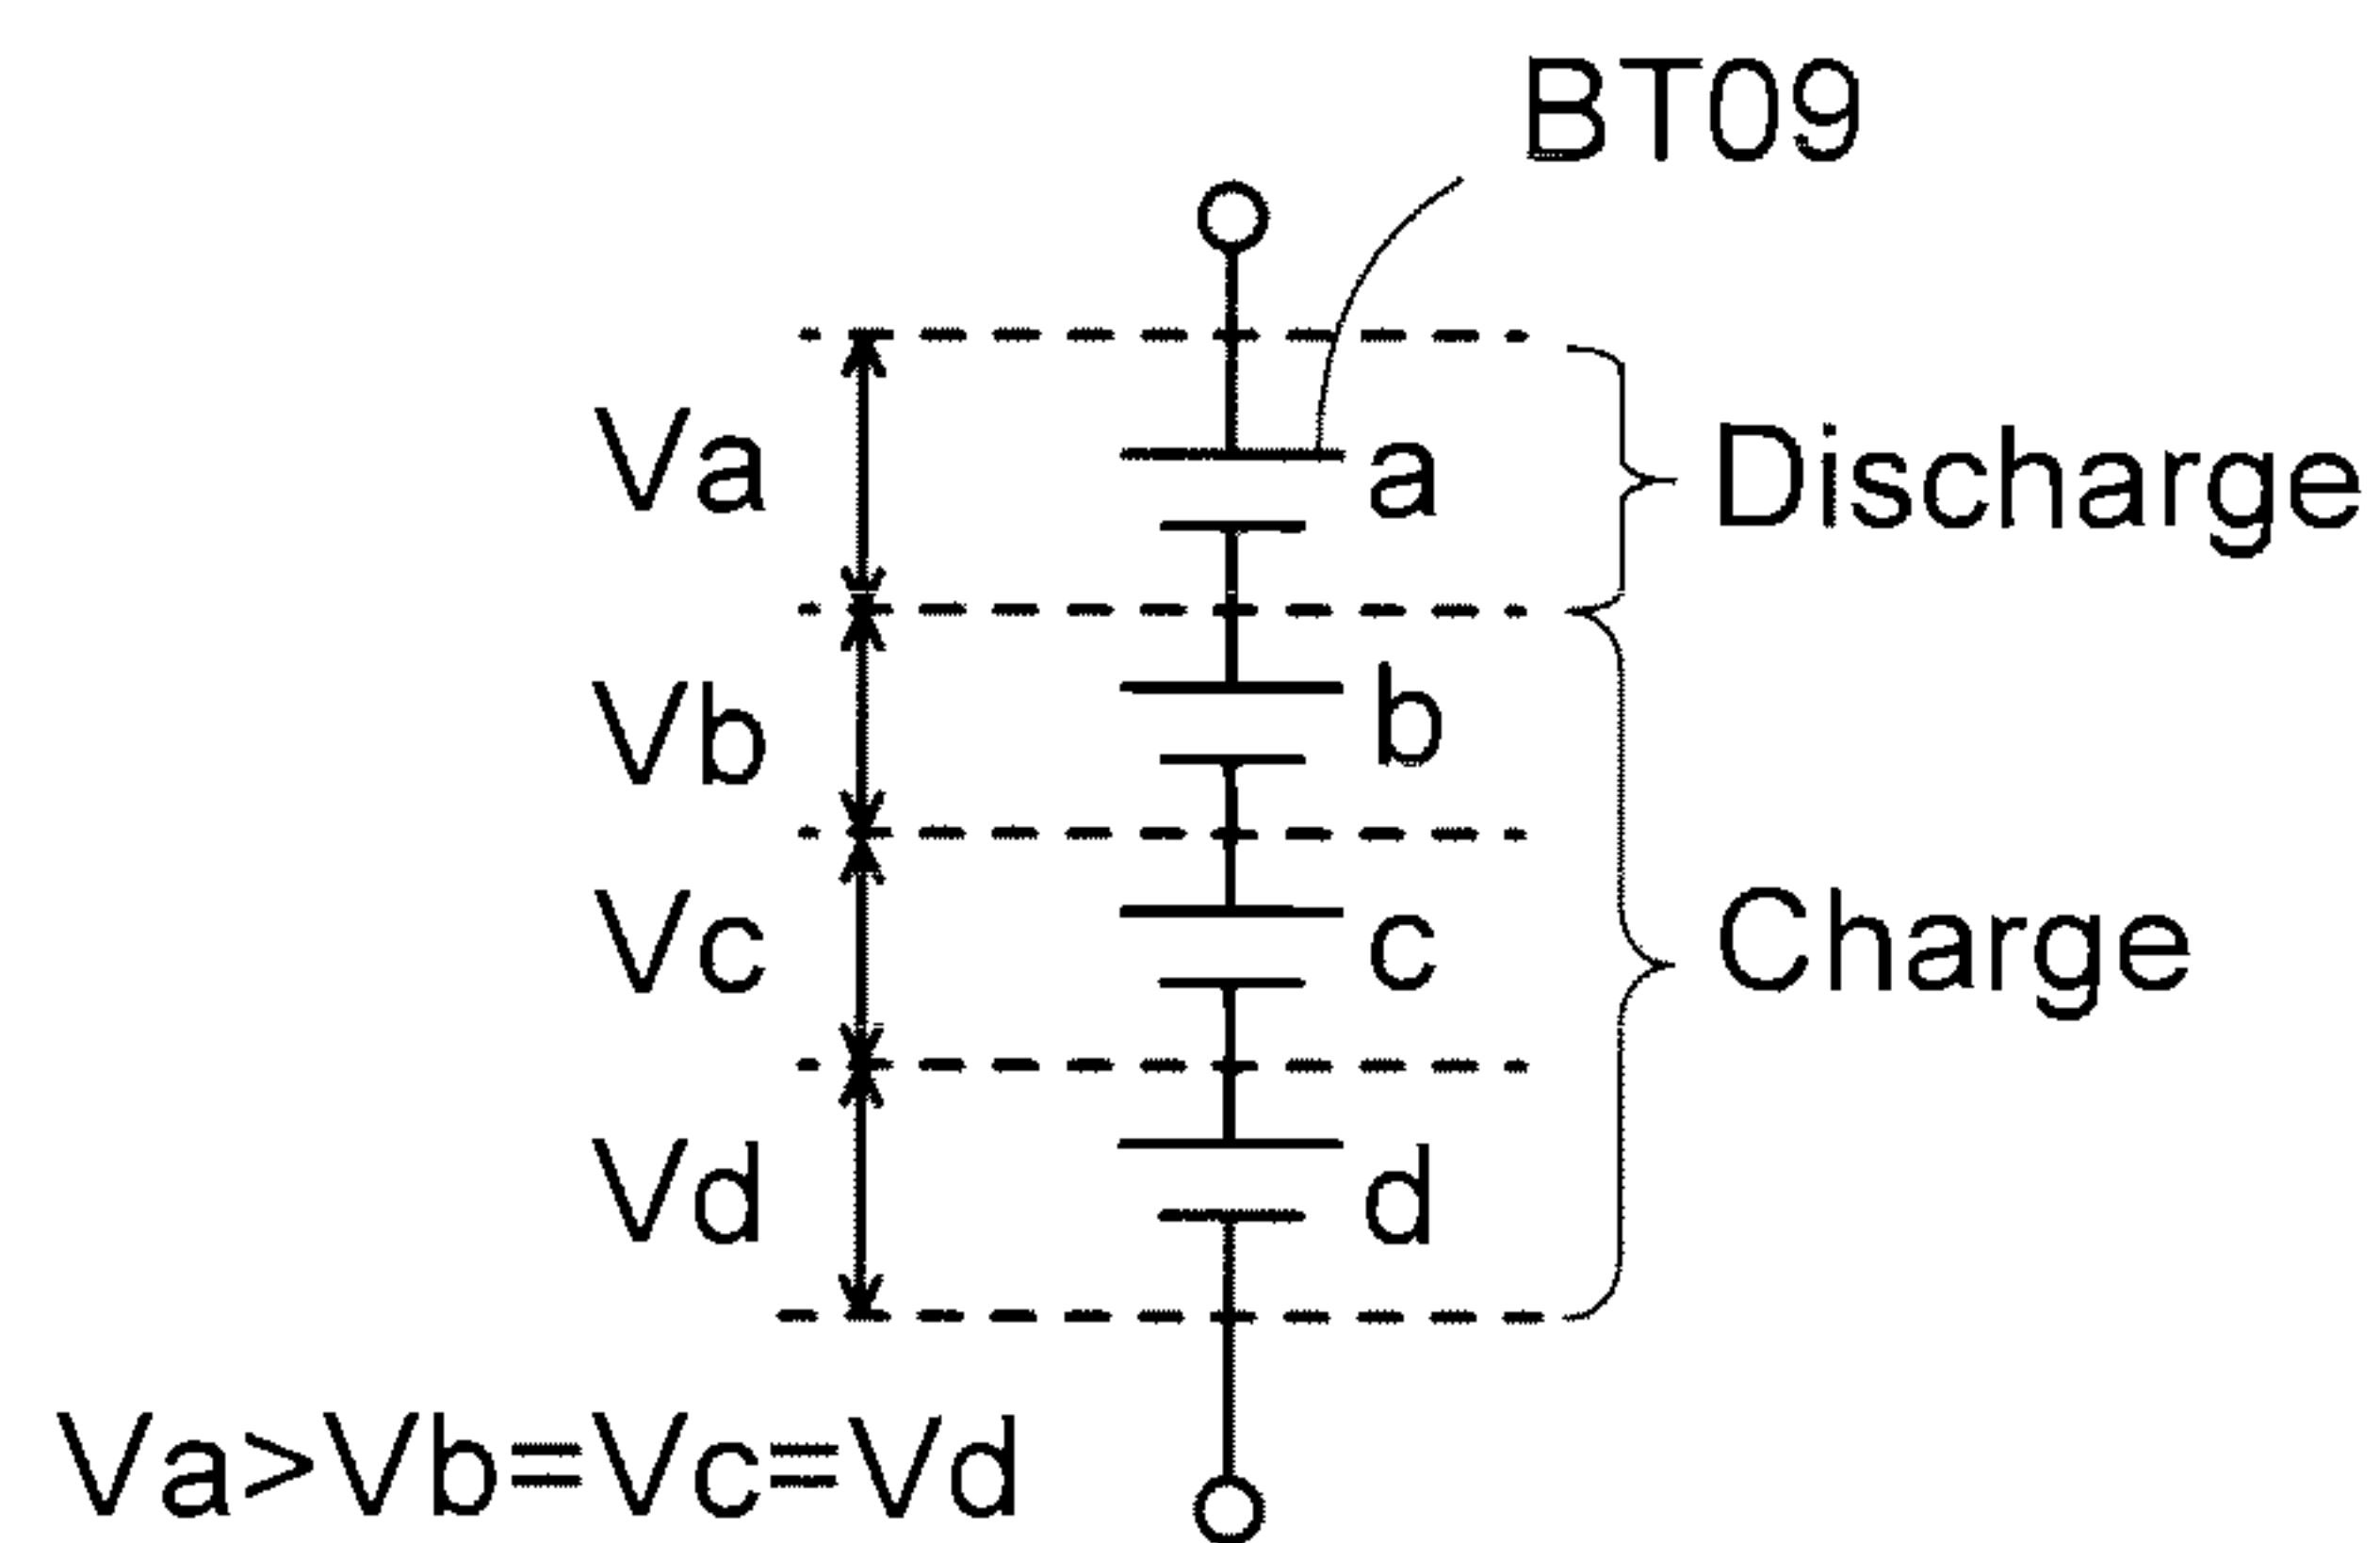 BT09
Va
a
Discharge
Vb
b
Vc
c
Charge
Vd
d
Va>Vb=Vc=Vd